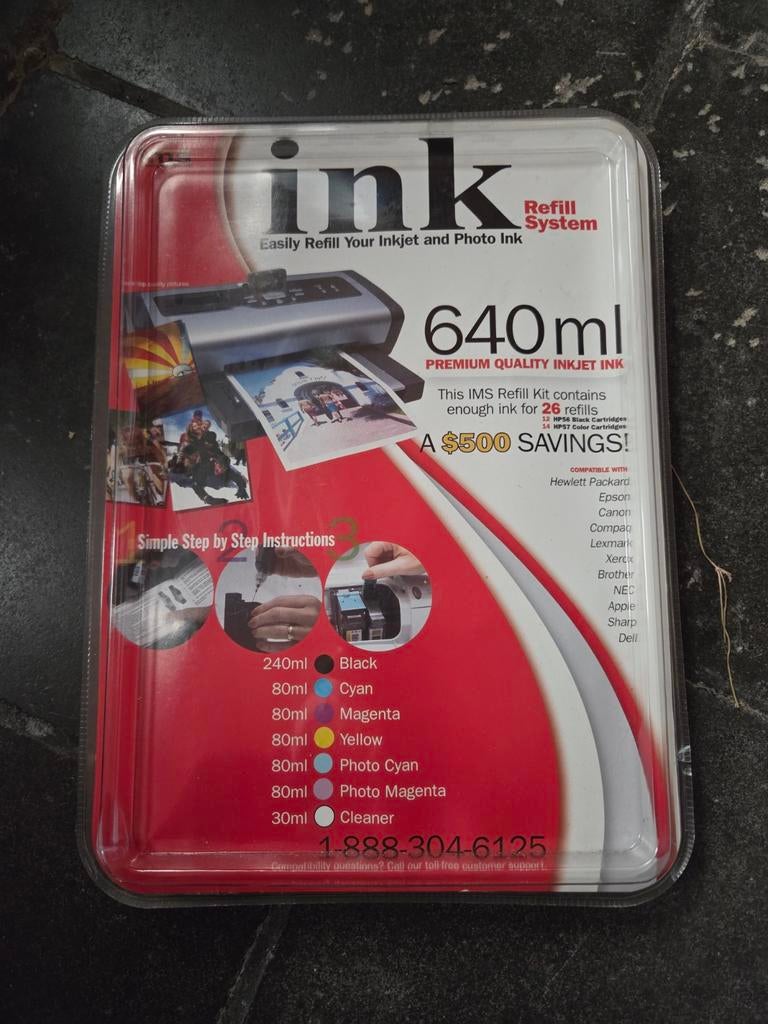 ims
ink
Refill
System
Easily Refill Your Inkjet and Photo Ink
top quality pictures
640ml
PREMIUM QUALITY INKJET INK
This IMS Refill Kit contains
enough ink for 26 refills
12 HP56 Black Cartridges
14 HP57 Color Cartridges
A $500 SAVINGS!
COMPATIBLE WITH
Hewlett Packard
Epson
Canon
Compaq
Lexmark
Xerox
Brother
NEC
Apple
Sharp
Dell
1 2 3
Simple Step by Step Instructions
240ml Black
80ml Cyan
80ml Magenta
80ml Yellow
80ml Photo Cyan
80ml Photo Magenta
30ml Cleaner
1-888-304-6125
Compatibility questions? Call our toll-free customer support.